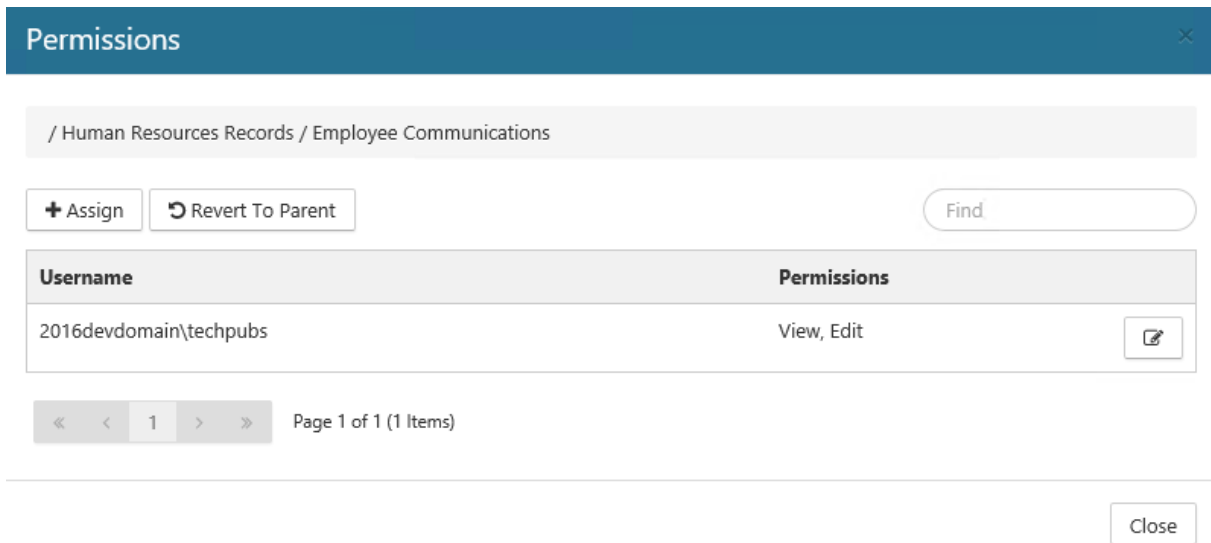 Permissions
/ Human Resources Records / Employee Communications
Assign Revert To Parent Find
Username Permissions
2016devdomain\techpubs View, Edit
« < 1 > » Page 1 of 1 (1 Items)
Close